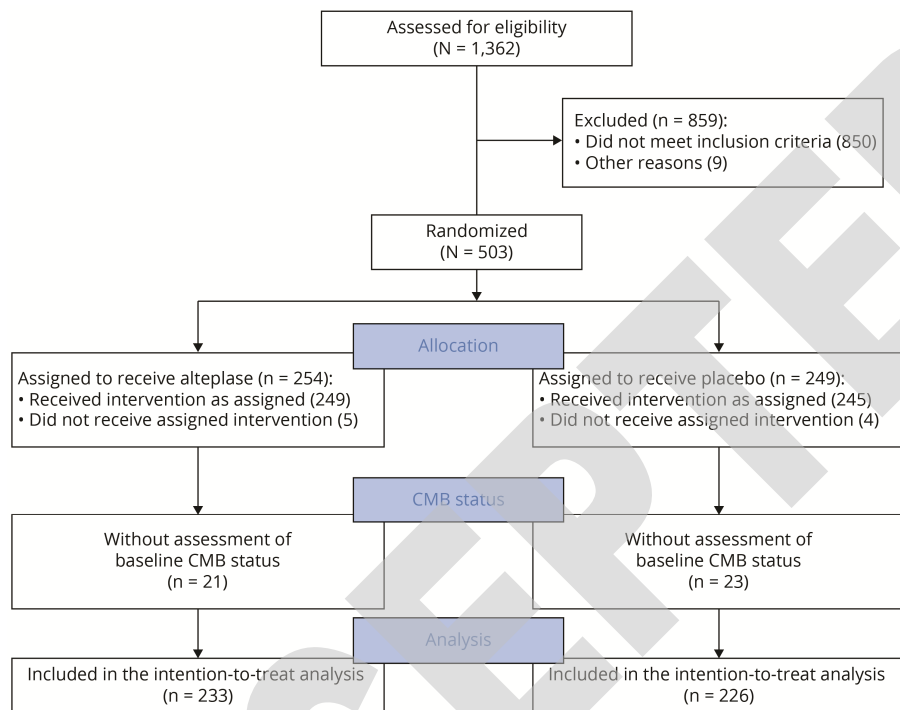 Assessed for eligibility
(N = 1,362)
Excluded (n = 859):
• Did not meet inclusion criteria (850)
• Other reasons (9)
Randomized
(N = 503)
Allocation
Assigned to receive alteplase (n = 254):
• Received intervention as assigned (249)
• Did not receive assigned intervention (5)
Assigned to receive placebo (n = 249):
• Received intervention as assigned (245)
• Did not receive assigned intervention (4)
CMB status
Without assessment of
baseline CMB status
(n = 21)
Without assessment of
baseline CMB status
(n = 23)
Analysis
Included in the intention-to-treat analysis
(n = 233)
Included in the intention-to-treat analysis
(n = 226)